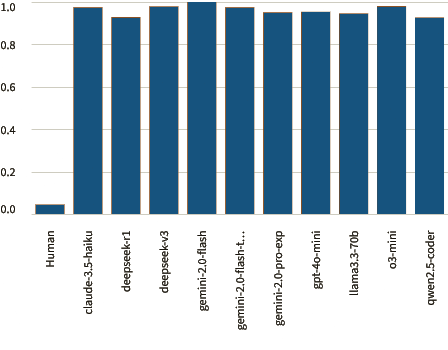 1.0
0.8
0.6
0.4
0.2
0.0
Human
claude-3.5-haiku
deepseek-r1
deepseek-v3
gemini-2.0-flash
gemini-2.0-flash-t...
gemini-2.0-pro-exp
gpt-4o-mini
llama3.3-70b
o3-mini
qwen2.5-coder